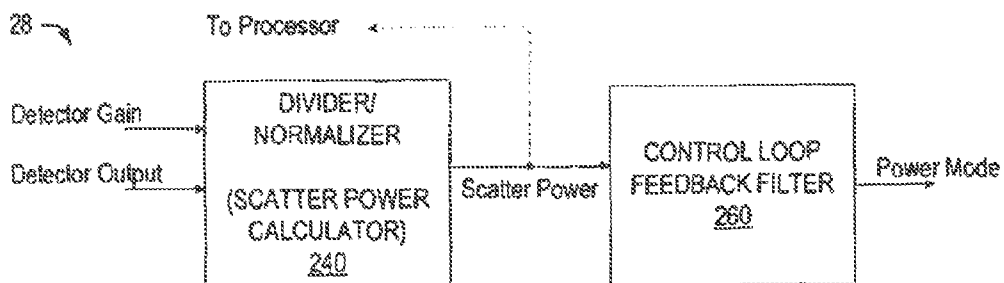 28
To Processor
Detector Gain
Detector Output
DIVIDER/
NORMALIZER
(SCATTER POWER
CALCULATOR)
240
Scatter Power
CONTROL LOOP
FEEDBACK FILTER
260
Power Mode